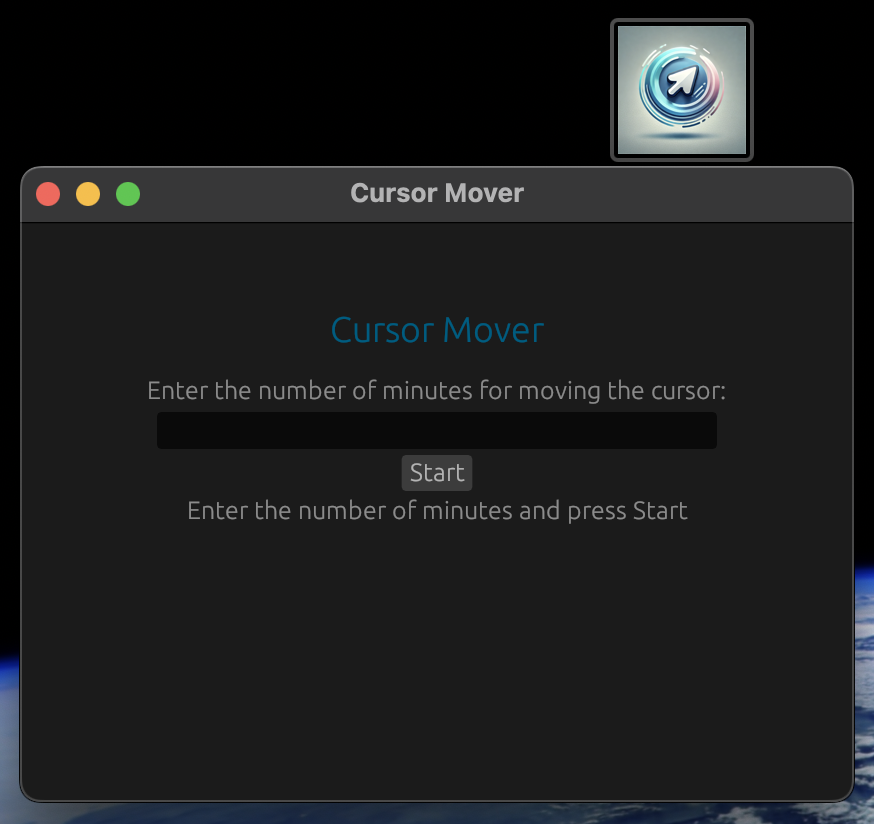 Cursor Mover
Cursor Mover
Enter the number of minutes for moving the cursor:
Start
Enter the number of minutes and press Start